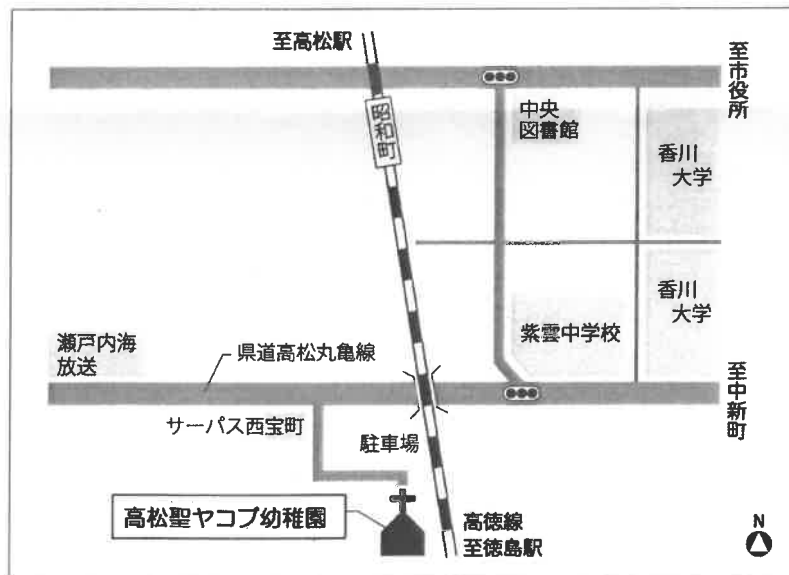 至高松駅
至市役所
昭和町
中央
図書館
香川
大学
香川
大学
紫雲中学校
瀬戸内海
放送
県道高松丸亀線
至中新町
サーパス西宝町
駐車場
高松聖ヤコブ幼稚園
高徳線
至徳島駅
N